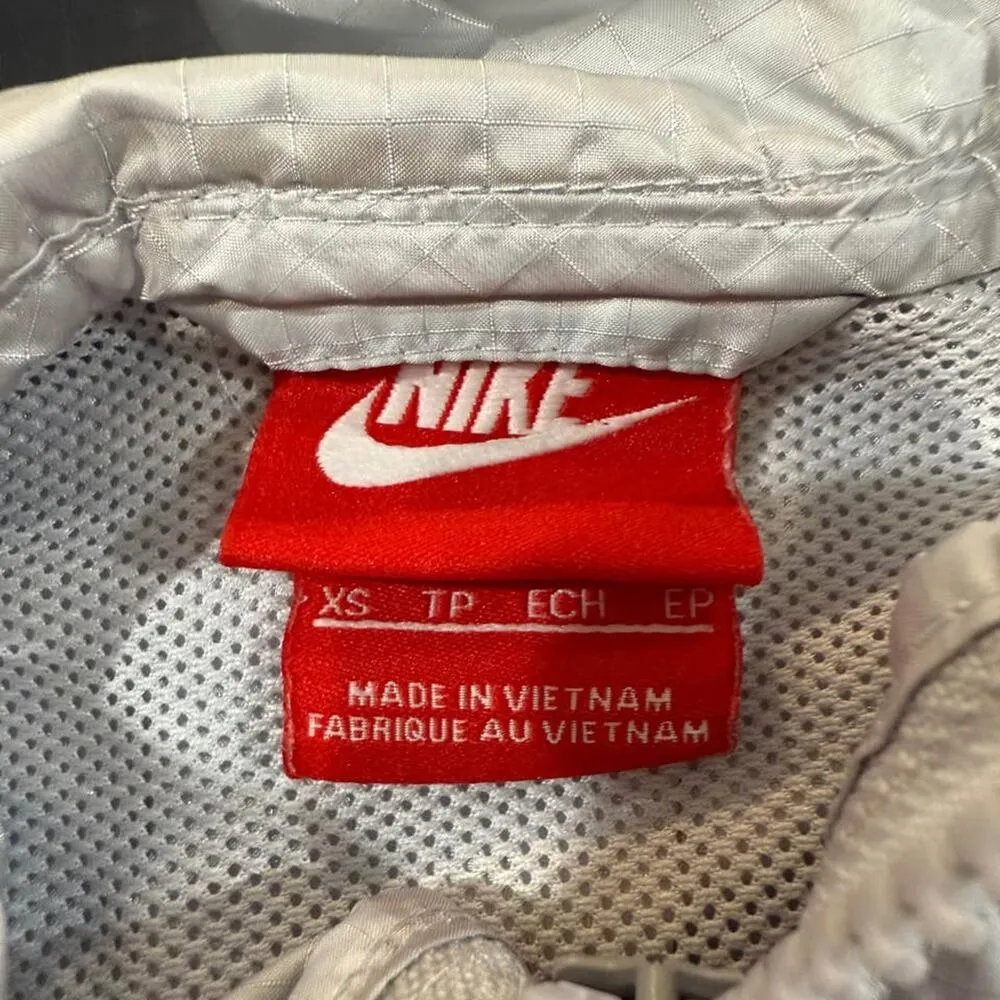 NIKE
XS TP ECH EP
MADE IN VIETNAM
FABRIQUE AU VIETNAM